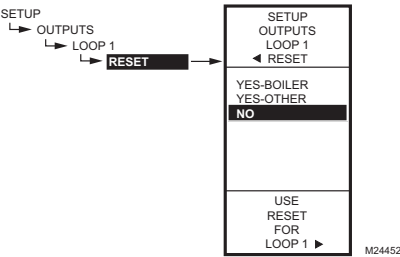 SETUP
OUTPUTS
LOOP 1
RESET
SETUP
OUTPUTS
LOOP 1
◄ RESET
YES-BOILER
YES-OTHER
NO
USE
RESET
FOR
LOOP 1 ►
M24452